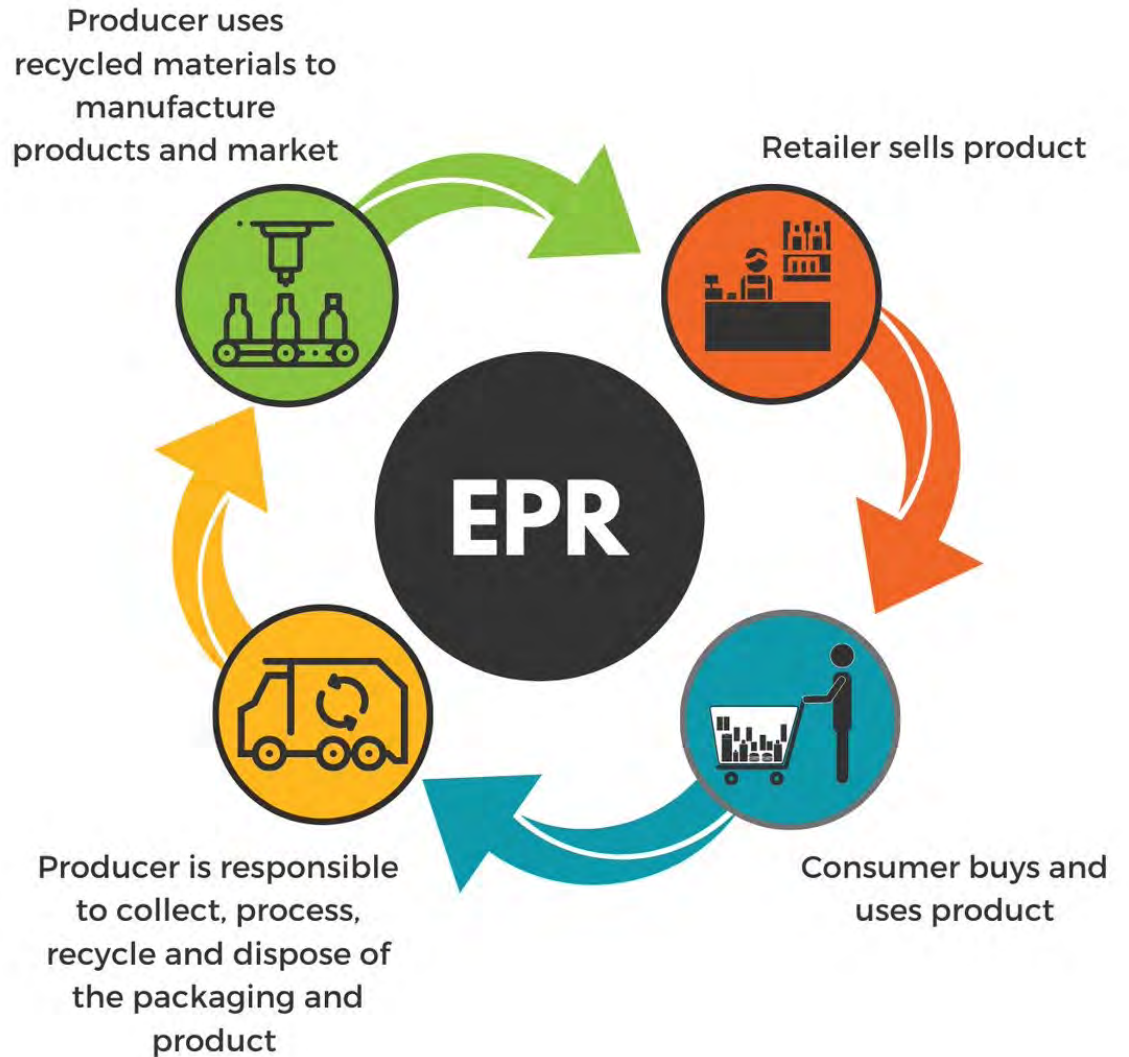 Producer uses
recycled materials to
manufacture
products and market
Retailer sells product
EPR
Producer is responsible
to collect, process,
recycle and dispose of
the packaging and
product
Consumer buys and
uses product